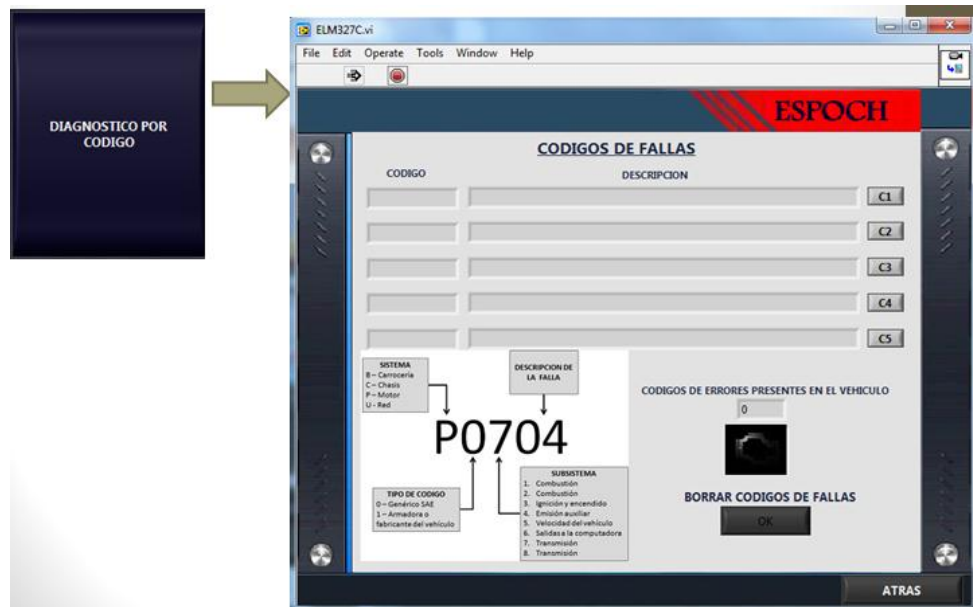 DIAGNOSTICO POR
CODIGO
ELM327C.vi
File Edit Operate Tools Window Help
ESPOCH
CODIGOS DE FALLAS
CODIGO DESCRIPCION
C1
C2
C3
C4
C5
SISTEMA
B – Carrocería
C – Chasis
P – Motor
U - Red
DESCRIPCION DE
LA FALLA
P0704
TIPO DE CODIGO
0 – Genérico SAE
1 – Armadora o
fabricante del vehículo
SUBSISTEMA
1. Combustión
2. Combustión
3. Ignición y encendido
4. Emisión auxiliar
5. Velocidad del vehículo
6. Salidas a la computadora
7. Transmisión
8. Transmisión
CODIGOS DE ERRORES PRESENTES EN EL VEHICULO
0
BORRAR CODIGOS DE FALLAS
OK
ATRAS